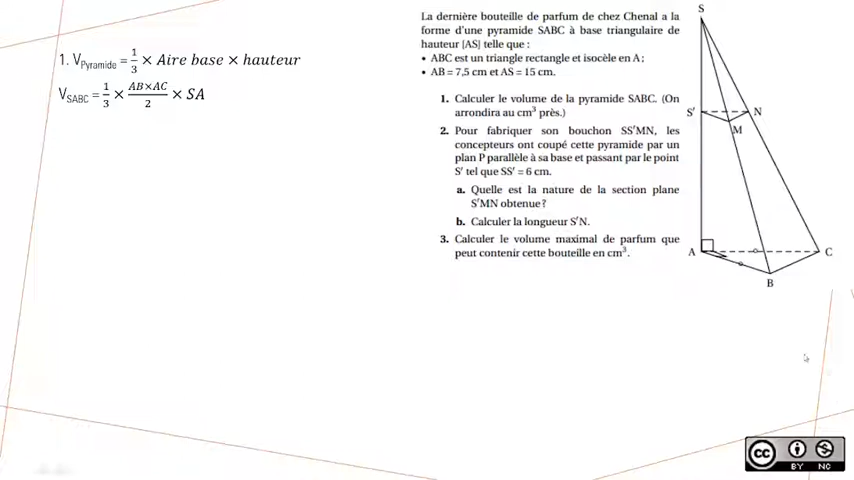 1. V Pyramide = 1/3 × Aire base × hauteur
V SABC = 1/3 × AB×AC/2 × SA
La dernière bouteille de parfum de chez Chenal a la
forme d'une pyramide SABC à base triangulaire de
hauteur [AS] telle que :
• ABC est un triangle rectangle et isocèle en A;
• AB = 7,5 cm et AS = 15 cm.
1. Calculer le volume de la pyramide SABC. (On
arrondira au cm³ près.)
2. Pour fabriquer son bouchon SS′MN, les
concepteurs ont coupé cette pyramide par un
plan P parallèle à sa base et passant par le point
S′ tel que SS′ = 6 cm.
a. Quelle est la nature de la section plane
S′MN obtenue?
b. Calculer la longueur S′N.
3. Calculer le volume maximal de parfum que
peut contenir cette bouteille en cm³.
S
S′
N
M
A
C
B
cc
BY NC